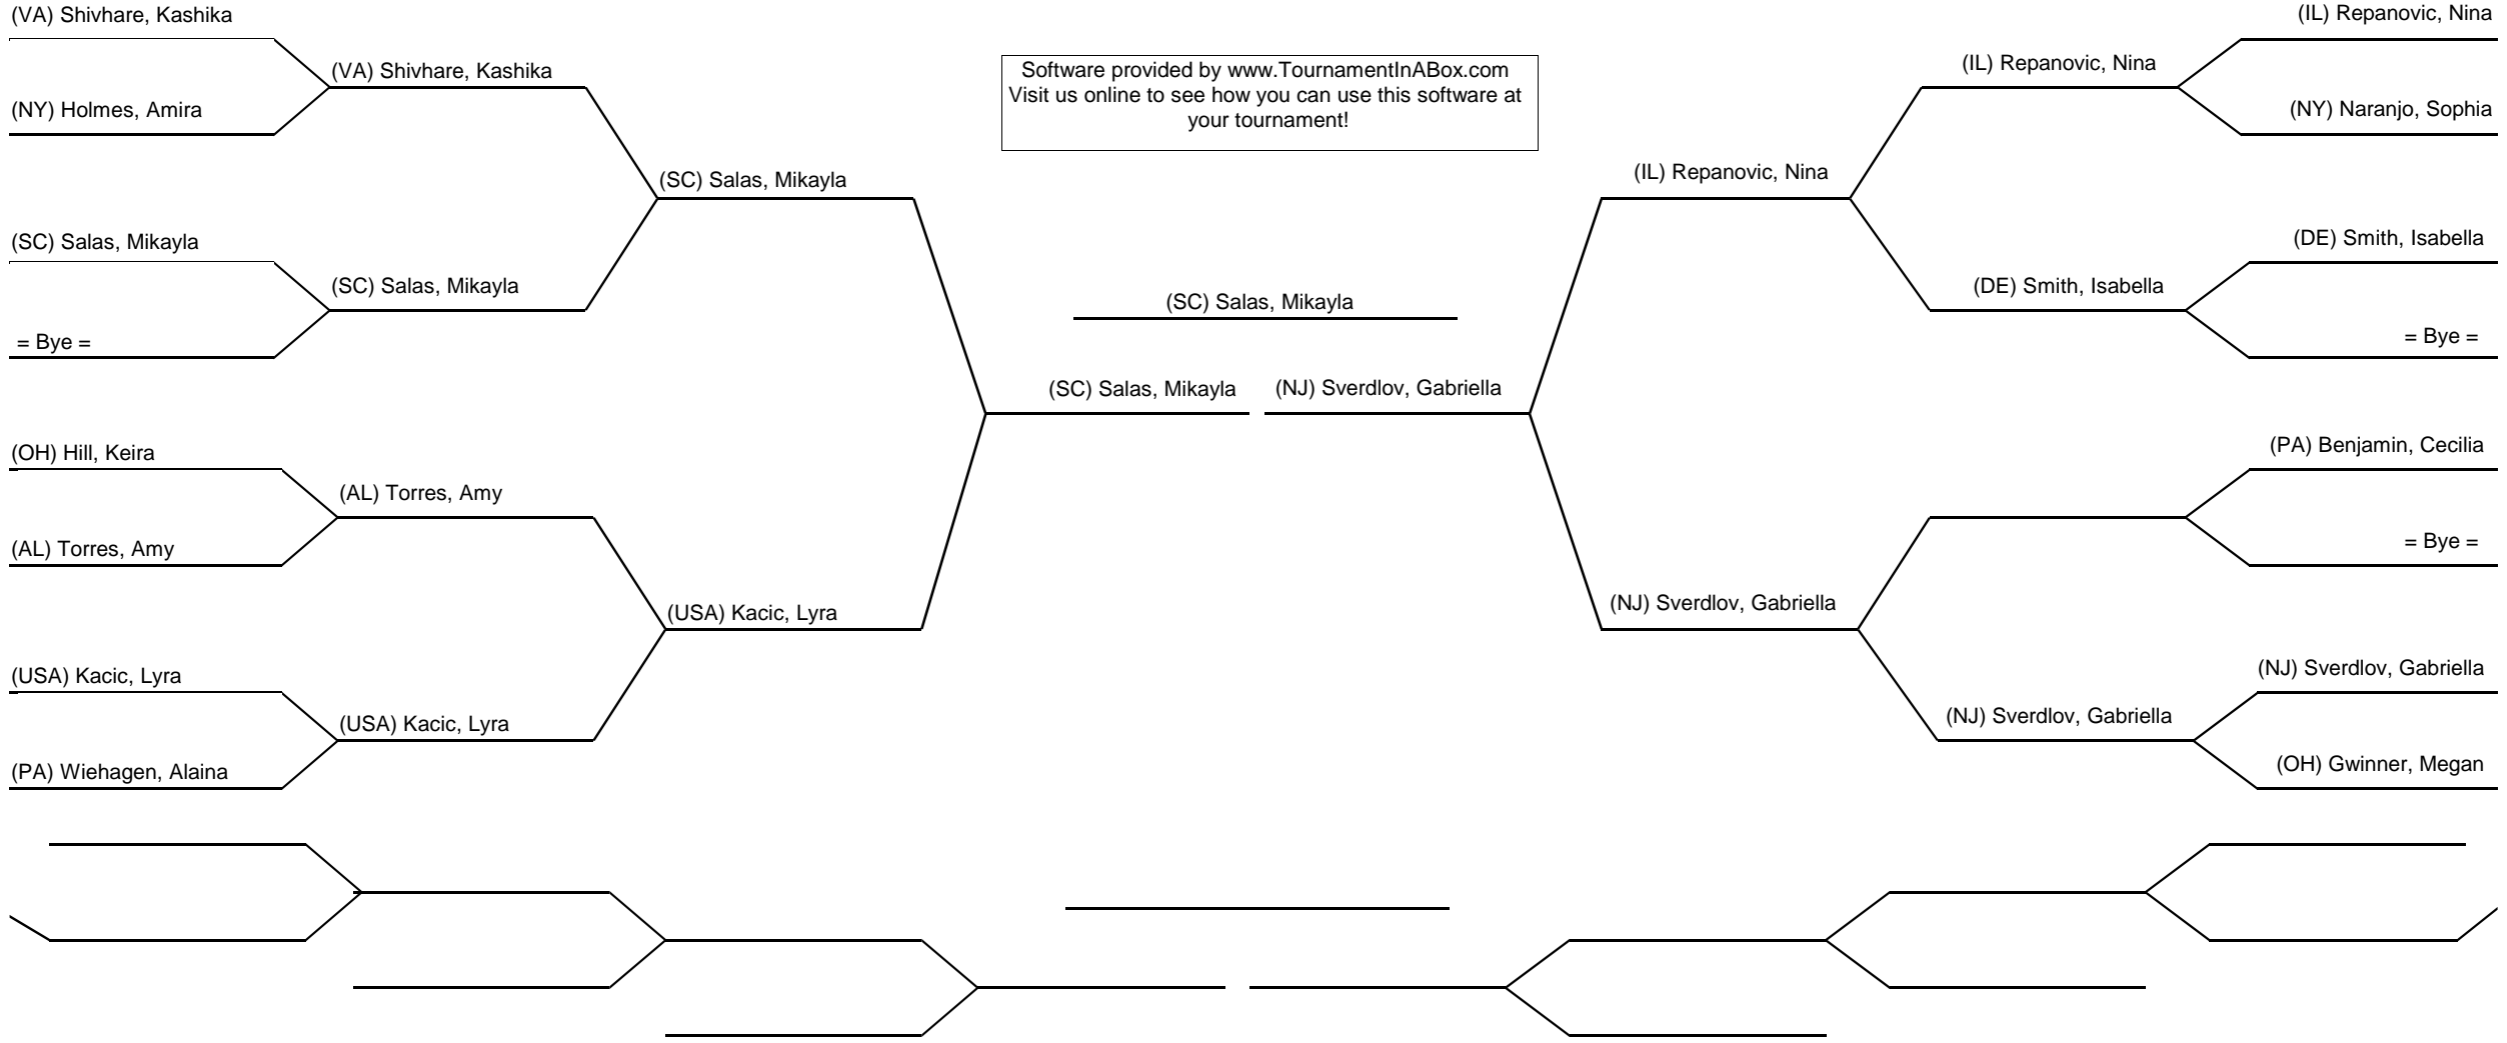 (VA) Shivhare, Kashika
(VA) Shivhare, Kashika
(NY) Holmes, Amira
(SC) Salas, Mikayla
(SC) Salas, Mikayla
(SC) Salas, Mikayla
= Bye =
(OH) Hill, Keira
(AL) Torres, Amy
(AL) Torres, Amy
(USA) Kacic, Lyra
(USA) Kacic, Lyra
(USA) Kacic, Lyra
(PA) Wiehagen, Alaina
Software provided by www.TournamentInABox.com
Visit us online to see how you can use this software at
your tournament!
(SC) Salas, Mikayla
(SC) Salas, Mikayla
(NJ) Sverdlov, Gabriella
(IL) Repanovic, Nina
(IL) Repanovic, Nina
(IL) Repanovic, Nina
(NY) Naranjo, Sophia
(DE) Smith, Isabella
(DE) Smith, Isabella
= Bye =
(PA) Benjamin, Cecilia
= Bye =
(NJ) Sverdlov, Gabriella
(NJ) Sverdlov, Gabriella
(NJ) Sverdlov, Gabriella
(OH) Gwinner, Megan